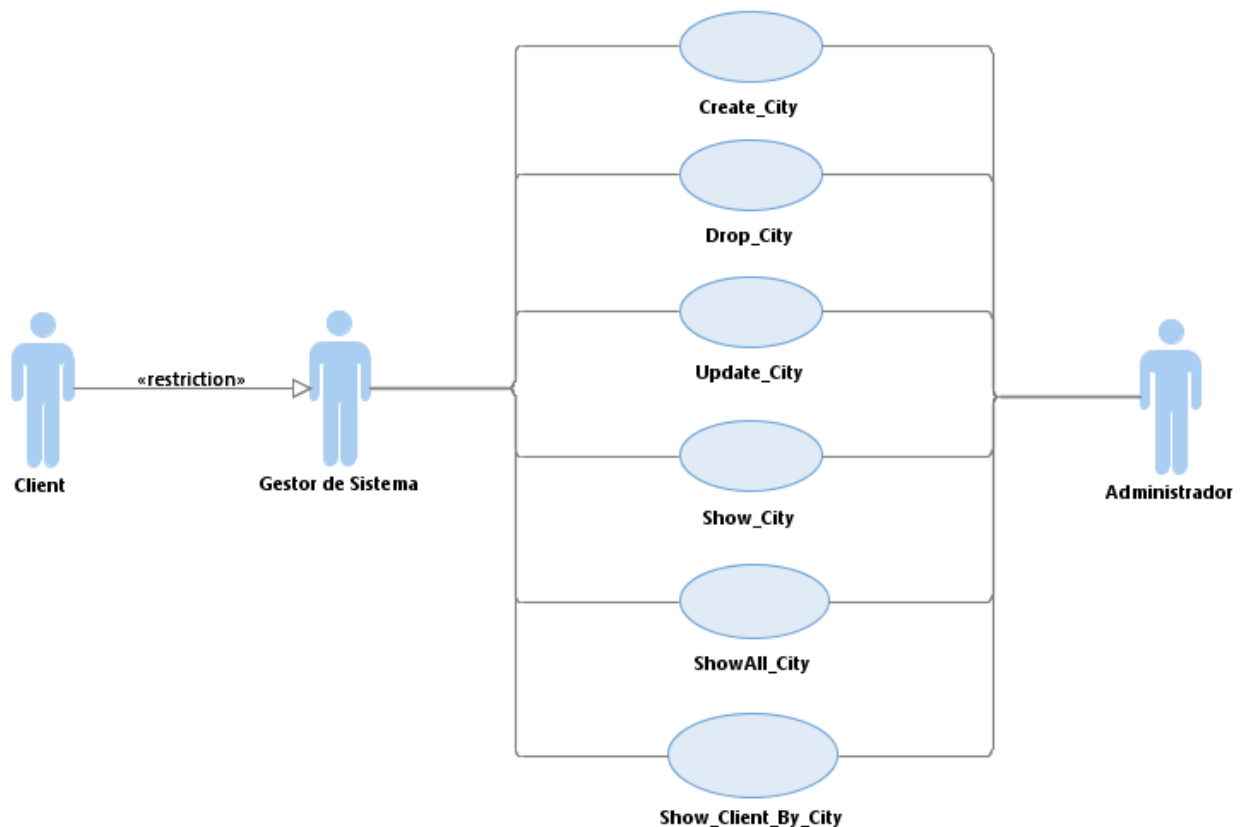 Create_City
Drop_City
«restriction»
Update_City
Client
Gestor de Sistema
Administrador
Show_City
ShowAll_City
Show_Client_By_City